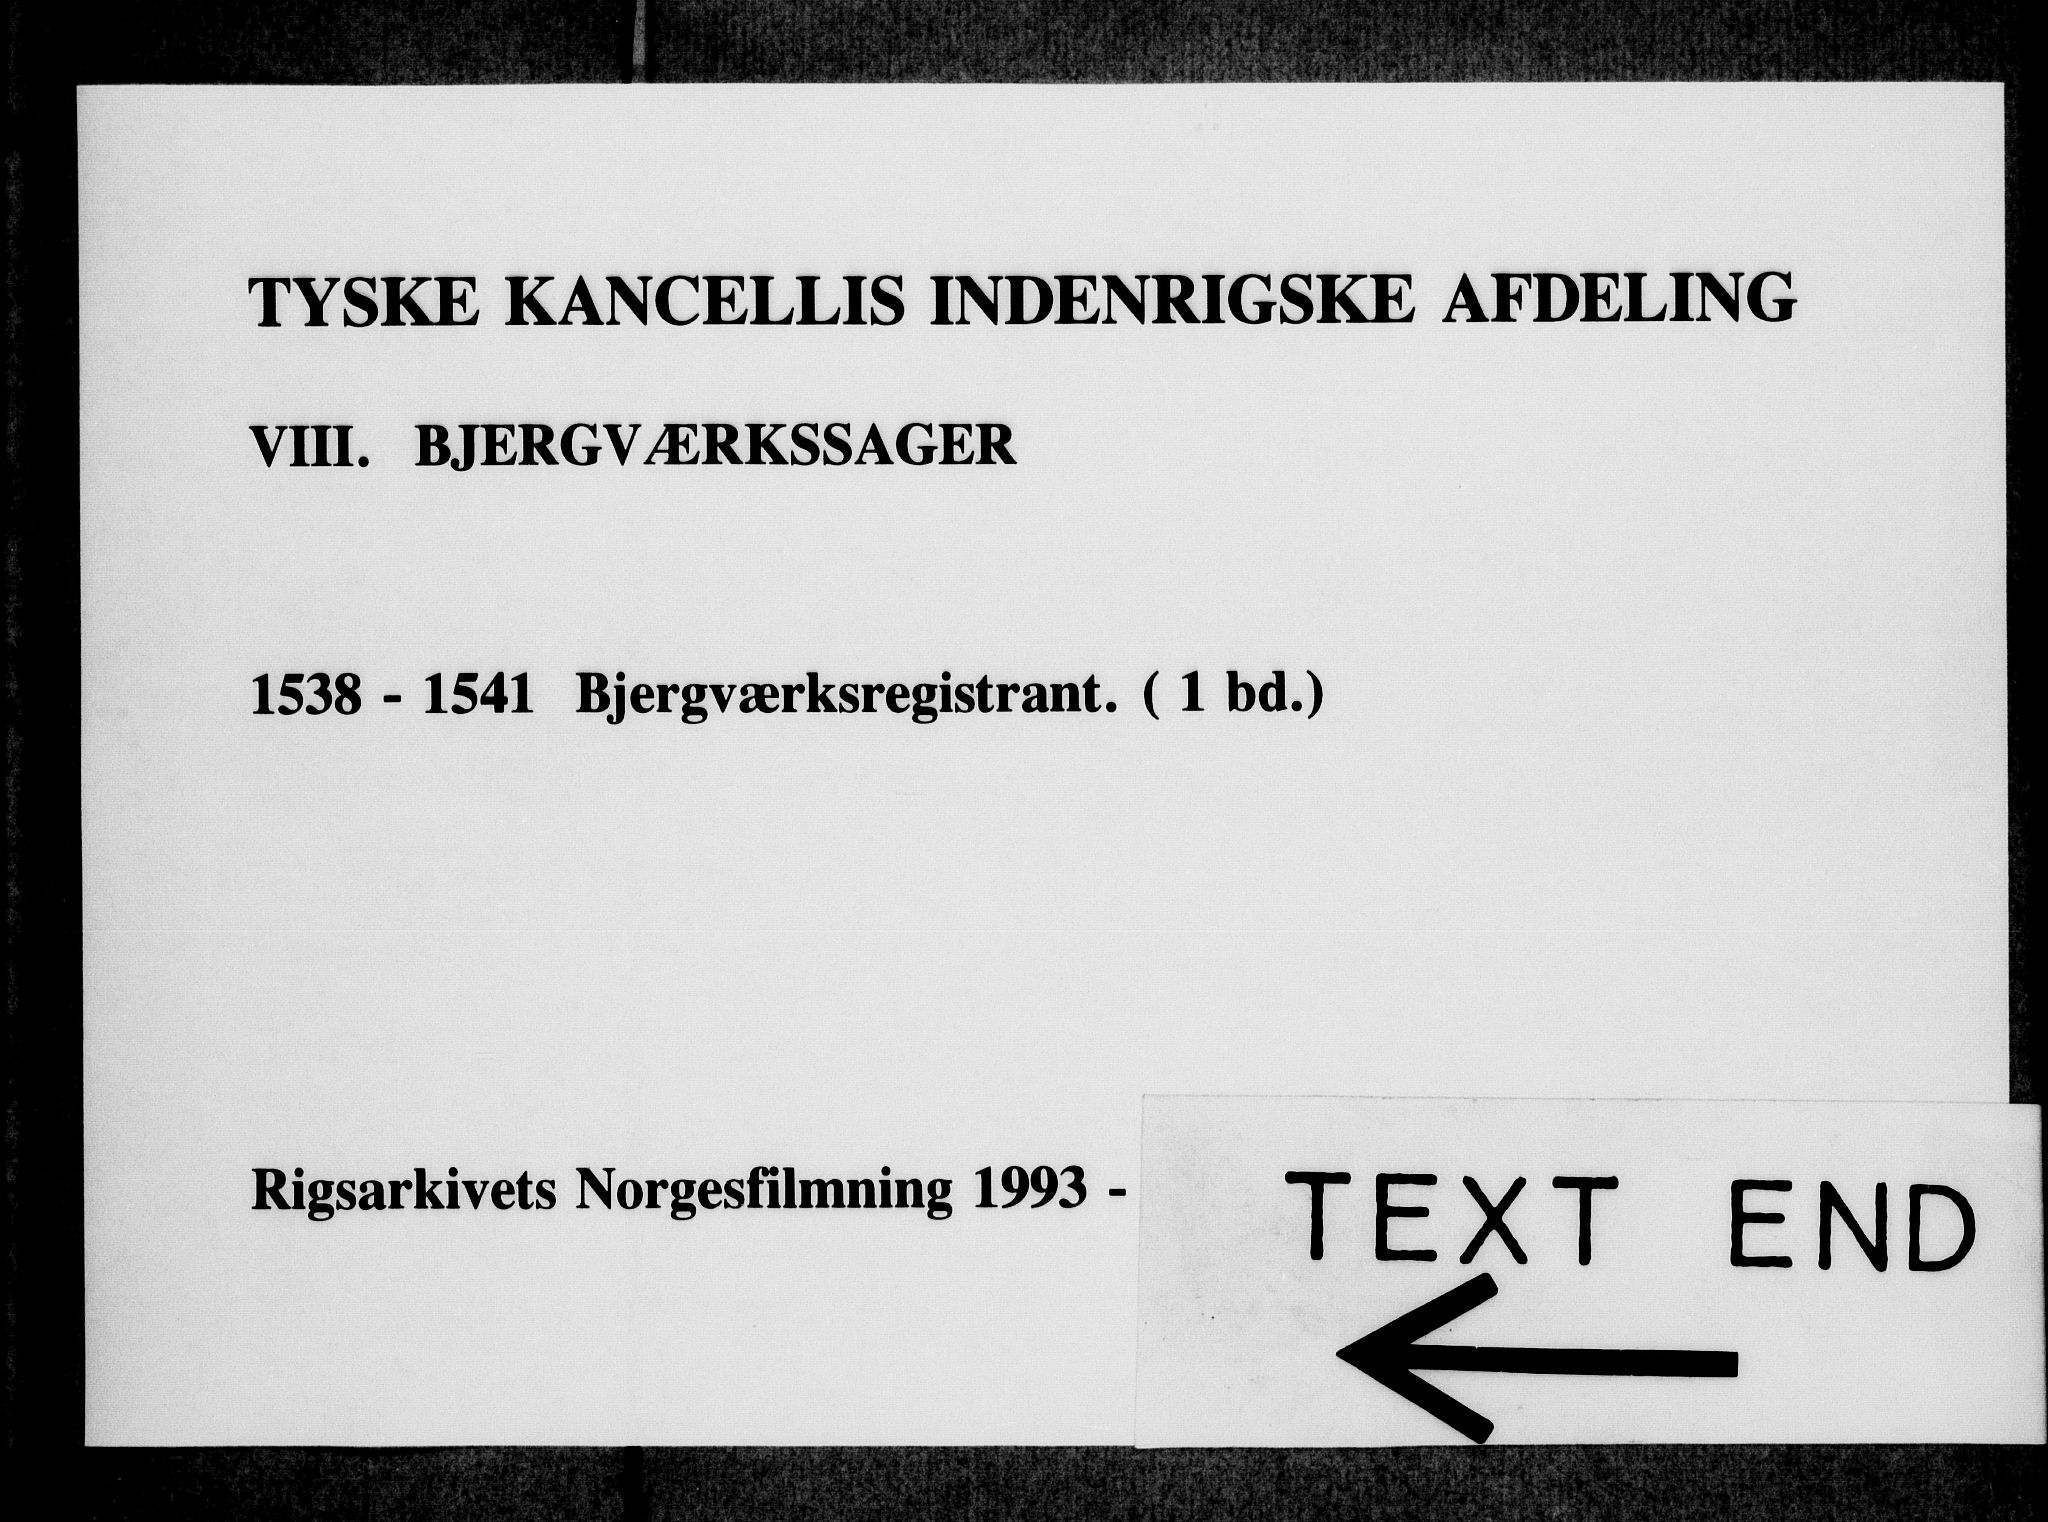 TYSKE KANCELLIS INDENRIGSKE AFDELING
VIII. BJERGVÆRKSSAGER
1538 - 1541 Bjergværksregistrant. ( 1 bd.)
Rigsarkivets Norgesfilmning 1993 -
TEXT END